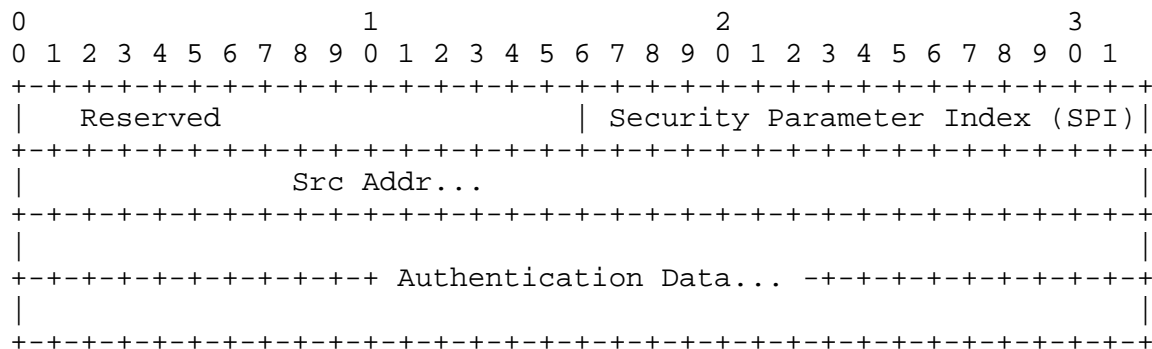 0                   1                   2                   3
0 1 2 3 4 5 6 7 8 9 0 1 2 3 4 5 6 7 8 9 0 1 2 3 4 5 6 7 8 9 0 1
+-+-+-+-+-+-+-+-+-+-+-+-+-+-+-+-+-+-+-+-+-+-+-+-+-+-+-+-+-+-+-+-+
|   Reserved                    | Security Parameter Index (SPI)|
+-+-+-+-+-+-+-+-+-+-+-+-+-+-+-+-+-+-+-+-+-+-+-+-+-+-+-+-+-+-+-+-+
|               Src Addr...                                     |
+-+-+-+-+-+-+-+-+-+-+-+-+-+-+-+-+-+-+-+-+-+-+-+-+-+-+-+-+-+-+-+-+
|                                                               |
+-+-+-+-+-+-+-+-+-+-+ Authentication Data... -+-+-+-+-+-+-+-+-+-+
|                                                               |
+-+-+-+-+-+-+-+-+-+-+-+-+-+-+-+-+-+-+-+-+-+-+-+-+-+-+-+-+-+-+-+-+